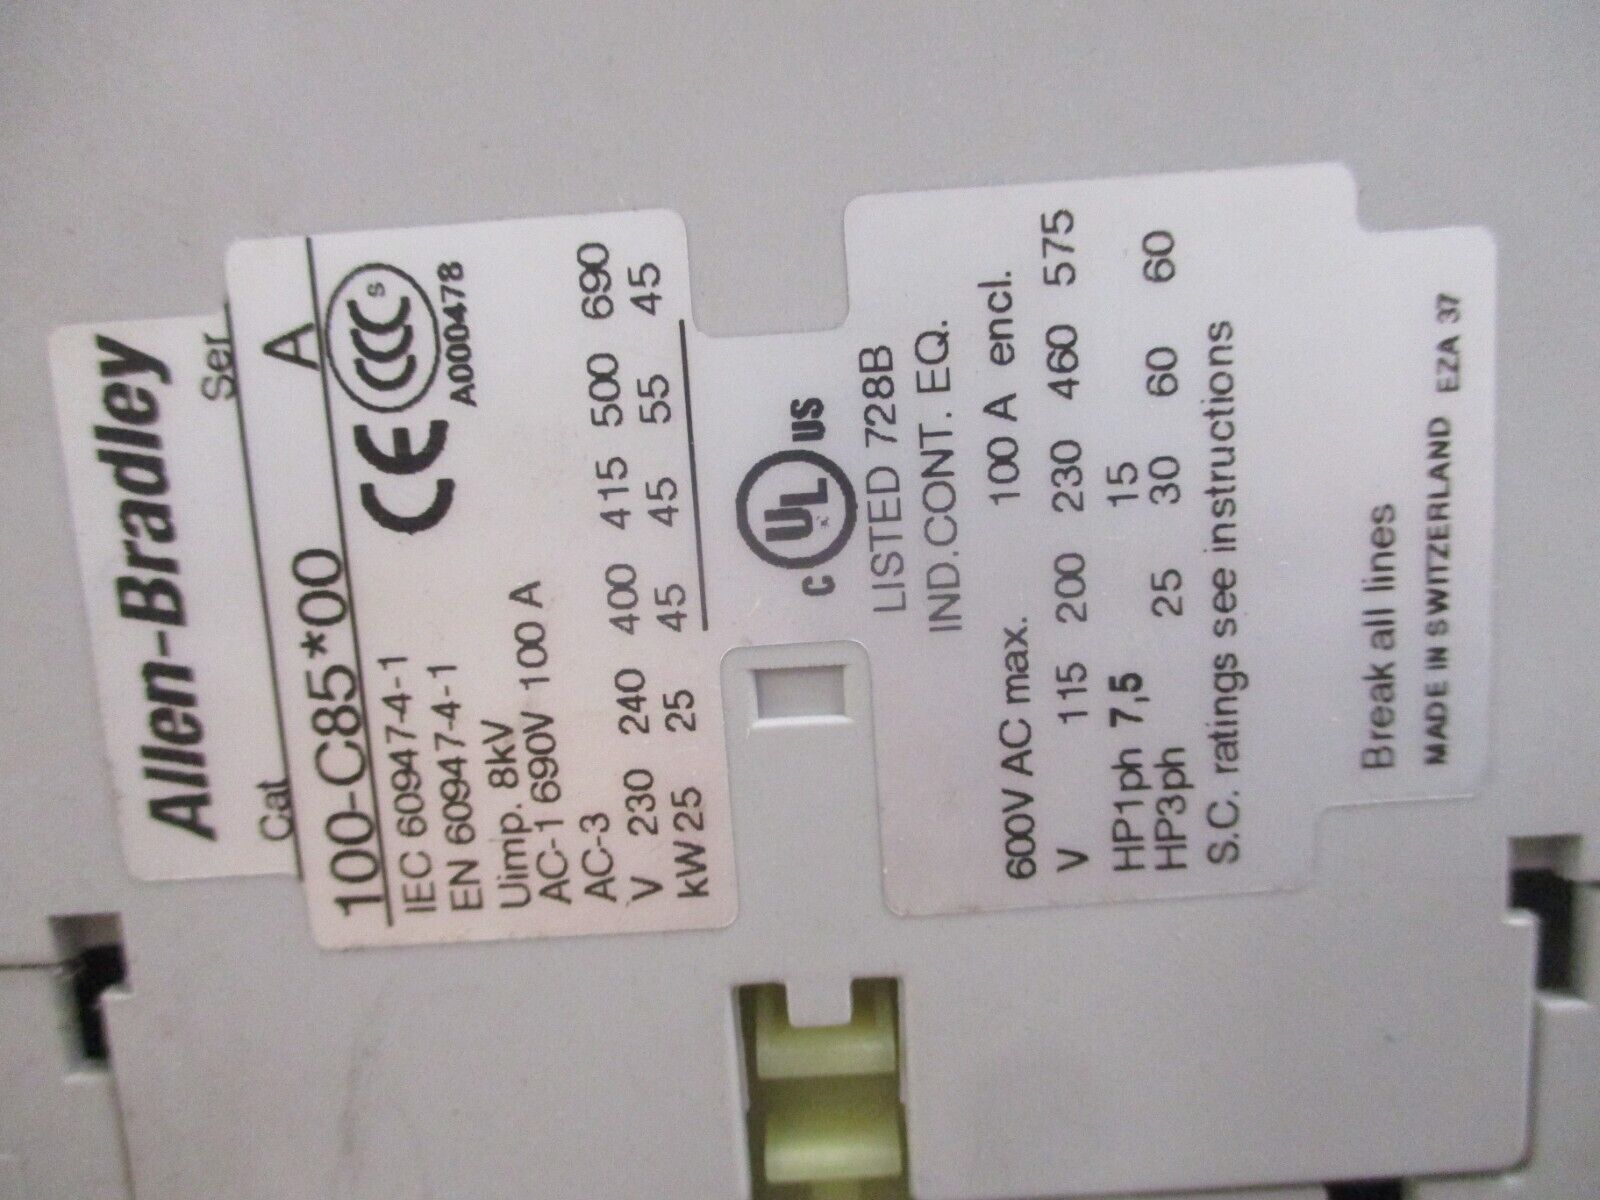 Allen-Bradley
Cat Ser
100-C85*00 A
IEC 60947-4-1
EN 60947-4-1
CE CCC S
A000478
Uimp. 8kV
AC-1 690V 100 A
AC-3
V 230 240 400 415 500 690
kW 25 25 45 45 55 45
C UL US
LISTED 728B
IND.CONT. EQ.
600V AC max. 100 A encl.
V 115 200 230 460 575
HP1ph 7,5 15
HP3ph 25 30 60 60
S.C. ratings see instructions
Break all lines
MADE IN SWITZERLAND EZA 37